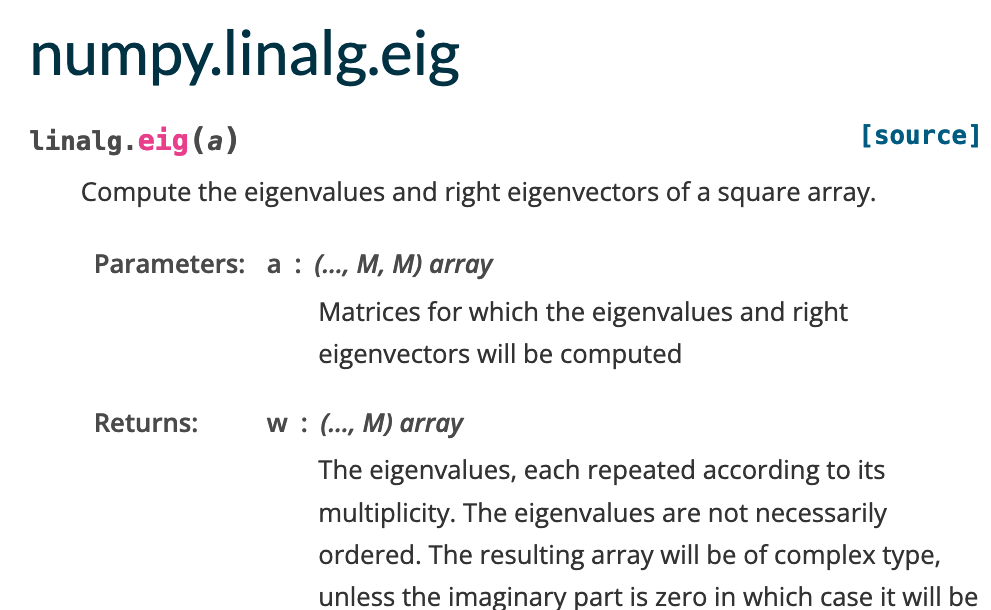 numpy.linalg.eig
linalg.eig(a) [source]
Compute the eigenvalues and right eigenvectors of a square array.
Parameters: a : (..., M, M) array
Matrices for which the eigenvalues and right
eigenvectors will be computed
Returns: w : (..., M) array
The eigenvalues, each repeated according to its
multiplicity. The eigenvalues are not necessarily
ordered. The resulting array will be of complex type,
unless the imaginary part is zero in which case it will be